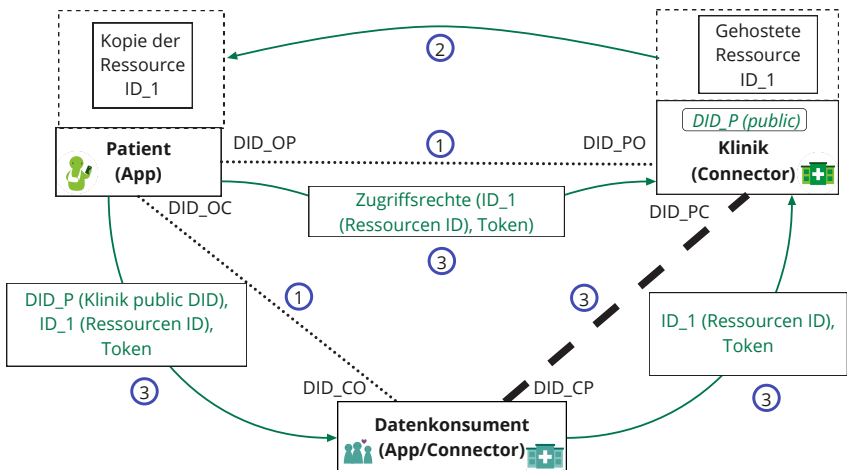 Kopie der
Ressource
ID_1
2
Gehostete
Ressource
ID_1
DID_P (public)
Patient
(App)
DID_OP
1
DID_PO
Klinik
(Connector)
DID_OC
Zugriffsrechte (ID_1
(Ressourcen ID), Token)
3
DID_PC
DID_P (Klinik public DID),
ID_1 (Ressourcen ID),
Token
3
1
3
ID_1 (Ressourcen ID),
Token
3
DID_CO
DID_CP
Datenkonsument
(App/Connector)